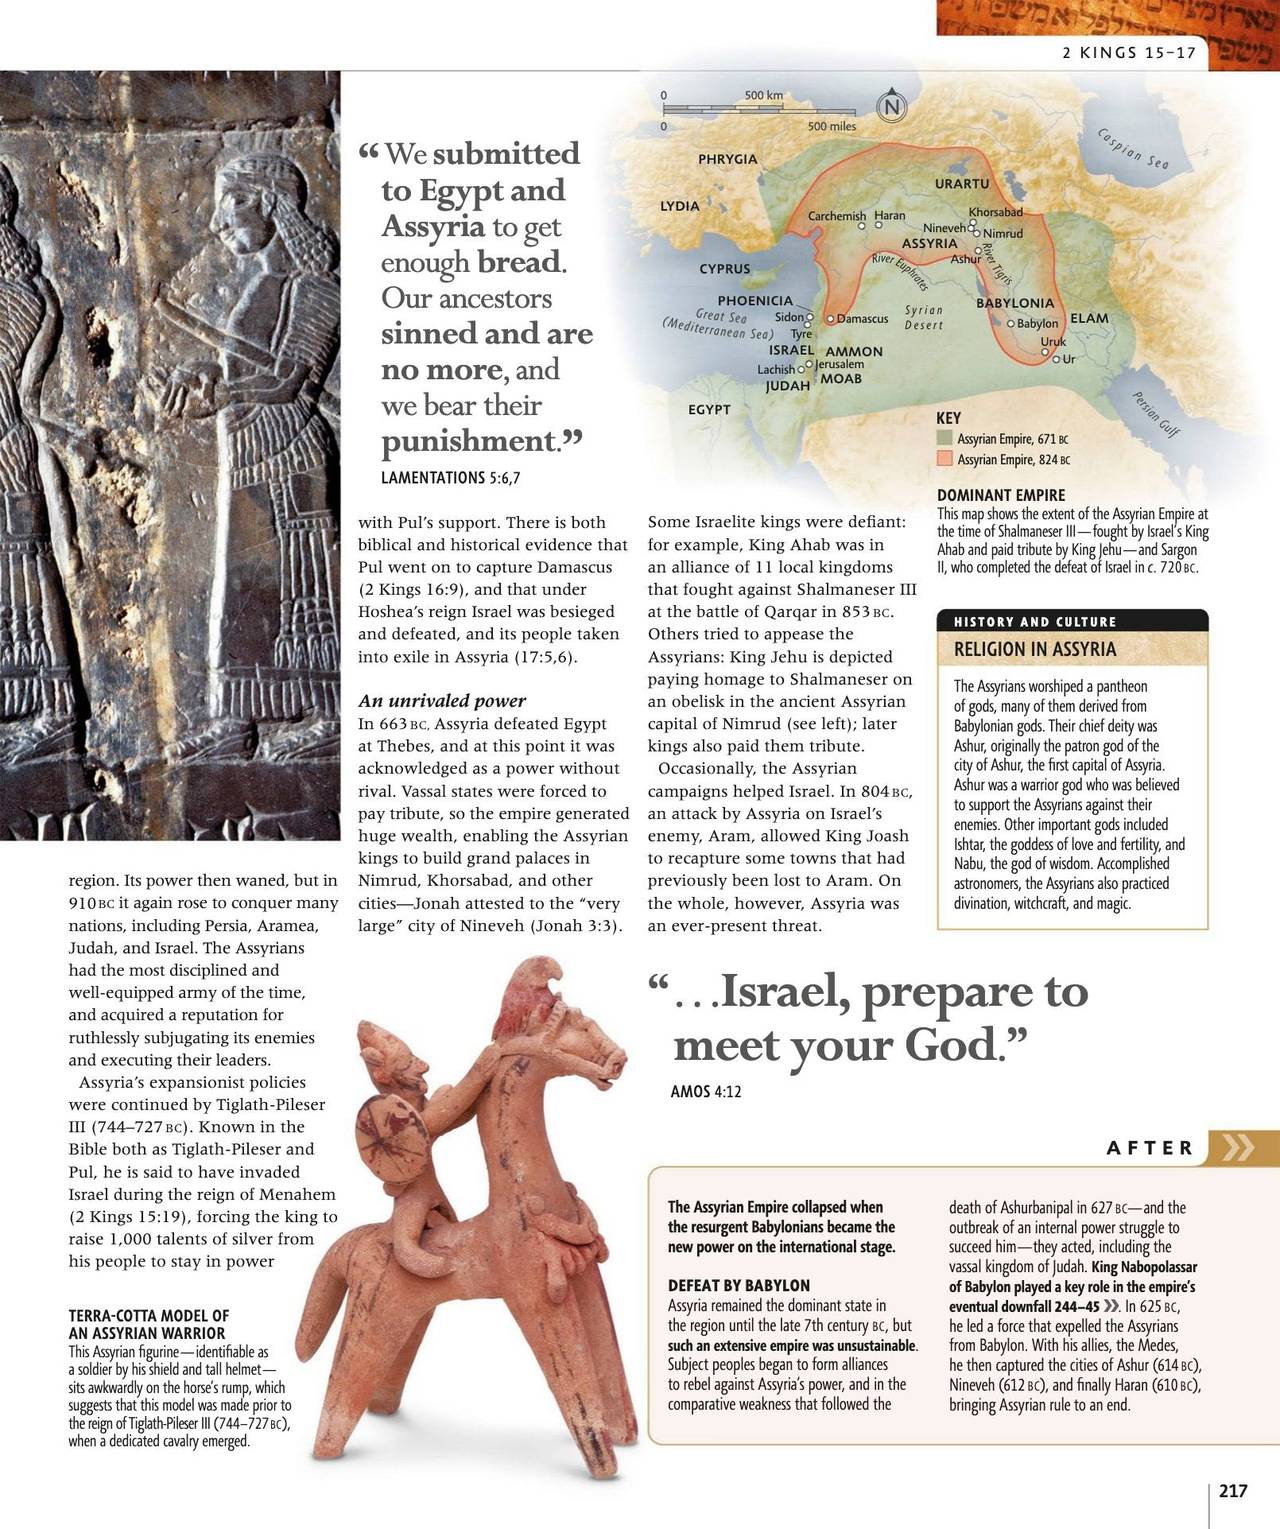 2 KINGS 15–17
“ We submitted
to Egypt and
Assyria to get
enough bread.
Our ancestors
sinned and are
no more, and
we bear their
punishment.”
LAMENTATIONS 5:6,7
0 500 km
0 500 miles
N
Caspian Sea
PHRYGIA
URARTU
LYDIA
Khorsabad
Carchemish Haran
Nineveh
Nimrud
ASSYRIA
Ashur
River Euphrates
River Tigris
CYPRUS
PHOENICIA
BABYLONIA
Great Sea
(Mediterranean Sea)
Sidon
Damascus
Syrian
Desert
Babylon
ELAM
Tyre
Uruk
ISRAEL AMMON
Ur
Lachish
Jerusalem
JUDAH MOAB
EGYPT
Persian Gulf
KEY
Assyrian Empire, 671 BC
Assyrian Empire, 824 BC
DOMINANT EMPIRE
This map shows the extent of the Assyrian Empire at
the time of Shalmaneser III—fought by Israel’s King
Ahab and paid tribute by King Jehu—and Sargon
II, who completed the defeat of Israel in c. 720 BC.
region. Its power then waned, but in
910 BC it again rose to conquer many
nations, including Persia, Aramea,
Judah, and Israel. The Assyrians
had the most disciplined and
well-equipped army of the time,
and acquired a reputation for
ruthlessly subjugating its enemies
and executing their leaders.
Assyria’s expansionist policies
were continued by Tiglath-Pileser
III (744–727 BC). Known in the
Bible both as Tiglath-Pileser and
Pul, he is said to have invaded
Israel during the reign of Menahem
(2 Kings 15:19), forcing the king to
raise 1,000 talents of silver from
his people to stay in power
with Pul’s support. There is both
biblical and historical evidence that
Pul went on to capture Damascus
(2 Kings 16:9), and that under
Hoshea’s reign Israel was besieged
and defeated, and its people taken
into exile in Assyria (17:5,6).
An unrivaled power
In 663 BC, Assyria defeated Egypt
at Thebes, and at this point it was
acknowledged as a power without
rival. Vassal states were forced to
pay tribute, so the empire generated
huge wealth, enabling the Assyrian
kings to build grand palaces in
Nimrud, Khorsabad, and other
cities—Jonah attested to the “very
large” city of Nineveh (Jonah 3:3).
Some Israelite kings were defiant:
for example, King Ahab was in
an alliance of 11 local kingdoms
that fought against Shalmaneser III
at the battle of Qarqar in 853 BC.
Others tried to appease the
Assyrians: King Jehu is depicted
paying homage to Shalmaneser on
an obelisk in the ancient Assyrian
capital of Nimrud (see left); later
kings also paid them tribute.
Occasionally, the Assyrian
campaigns helped Israel. In 804 BC,
an attack by Assyria on Israel’s
enemy, Aram, allowed King Joash
to recapture some towns that had
previously been lost to Aram. On
the whole, however, Assyria was
an ever-present threat.
HISTORY AND CULTURE
RELIGION IN ASSYRIA
The Assyrians worshiped a pantheon
of gods, many of them derived from
Babylonian gods. Their chief deity was
Ashur, originally the patron god of the
city of Ashur, the first capital of Assyria.
Ashur was a warrior god who was believed
to support the Assyrians against their
enemies. Other important gods included
Ishtar, the goddess of love and fertility, and
Nabu, the god of wisdom. Accomplished
astronomers, the Assyrians also practiced
divination, witchcraft, and magic.
“...Israel, prepare to
meet your God.”
AMOS 4:12
TERRA-COTTA MODEL OF
AN ASSYRIAN WARRIOR
This Assyrian figurine—identifiable as
a soldier by his shield and tall helmet—
sits awkwardly on the horse’s rump, which
suggests that this model was made prior to
the reign of Tiglath-Pileser III (744–727 BC),
when a dedicated cavalry emerged.
AFTER
The Assyrian Empire collapsed when
the resurgent Babylonians became the
new power on the international stage.
DEFEAT BY BABYLON
Assyria remained the dominant state in
the region until the late 7th century BC, but
such an extensive empire was unsustainable.
Subject peoples began to form alliances
to rebel against Assyria’s power, and in the
comparative weakness that followed the
death of Ashurbanipal in 627 BC—and the
outbreak of an internal power struggle to
succeed him—they acted, including the
vassal kingdom of Judah. King Nabopolassar
of Babylon played a key role in the empire’s
eventual downfall 244–45 ». In 625 BC,
he led a force that expelled the Assyrians
from Babylon. With his allies, the Medes,
he then captured the cities of Ashur (614 BC),
Nineveh (612 BC), and finally Haran (610 BC),
bringing Assyrian rule to an end.
217